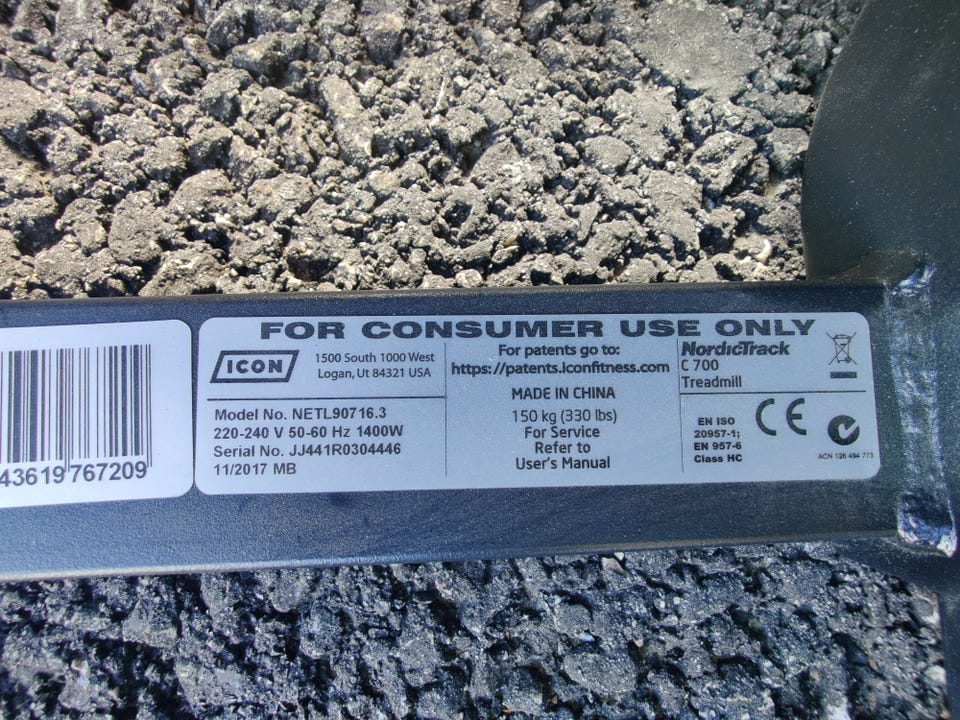 43619 767209
FOR CONSUMER USE ONLY
ICON
1500 South 1000 West
Logan, Ut 84321 USA
Model No. NETL90716.3
220-240 V 50-60 Hz 1400W
Serial No. JJ441R0304446
11/2017 MB
For patents go to:
https://patents.iconfitness.com
MADE IN CHINA
150 kg (330 lbs)
For Service
Refer to
User's Manual
NordicTrack
C 700
Treadmill
EN ISO
20957-1;
EN 957-6
Class HC
CE
ACN 126 494 773